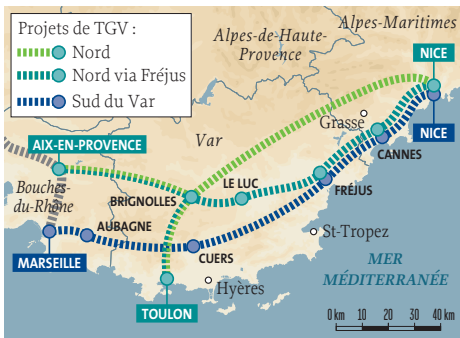 Projets de TGV :
Nord
Nord via Fréjus
Sud du Var
Alpes-de-Haute-
Provence
Alpes-Maritimes
NICE
NICE
Grasse
CANNES
Var
AIX-EN-PROVENCE
Bouches-
du-Rhône
BRIGNOLLES
LE LUC
FRÉJUS
AUBAGNE
MARSEILLE
CUERS
St-Tropez
Hyères
TOULON
MER
MÉDITERRANÉE
0 km 10 20 30 40 km